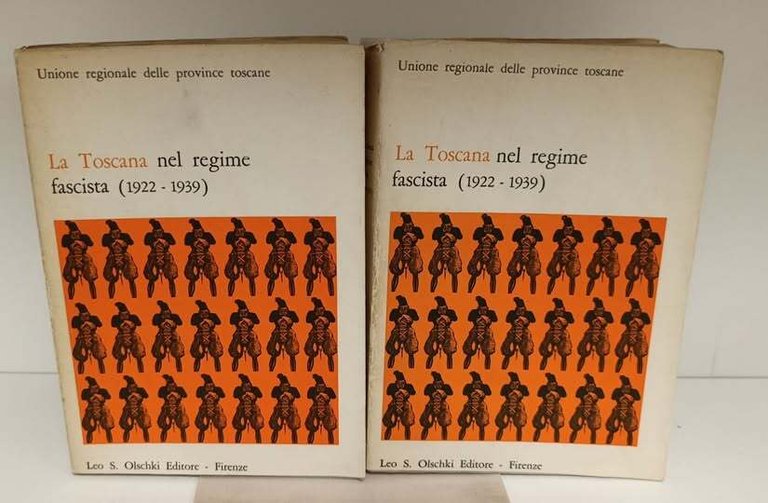 Unione regionale delle province toscane
La Toscana nel regime
fascista (1922 - 1939)
Leo S. Olschki Editore - Firenze
Unione regionale delle province toscane
La Toscana nel regime
fascista (1922 - 1939)
Leo S. Olschki Editore - Firenze